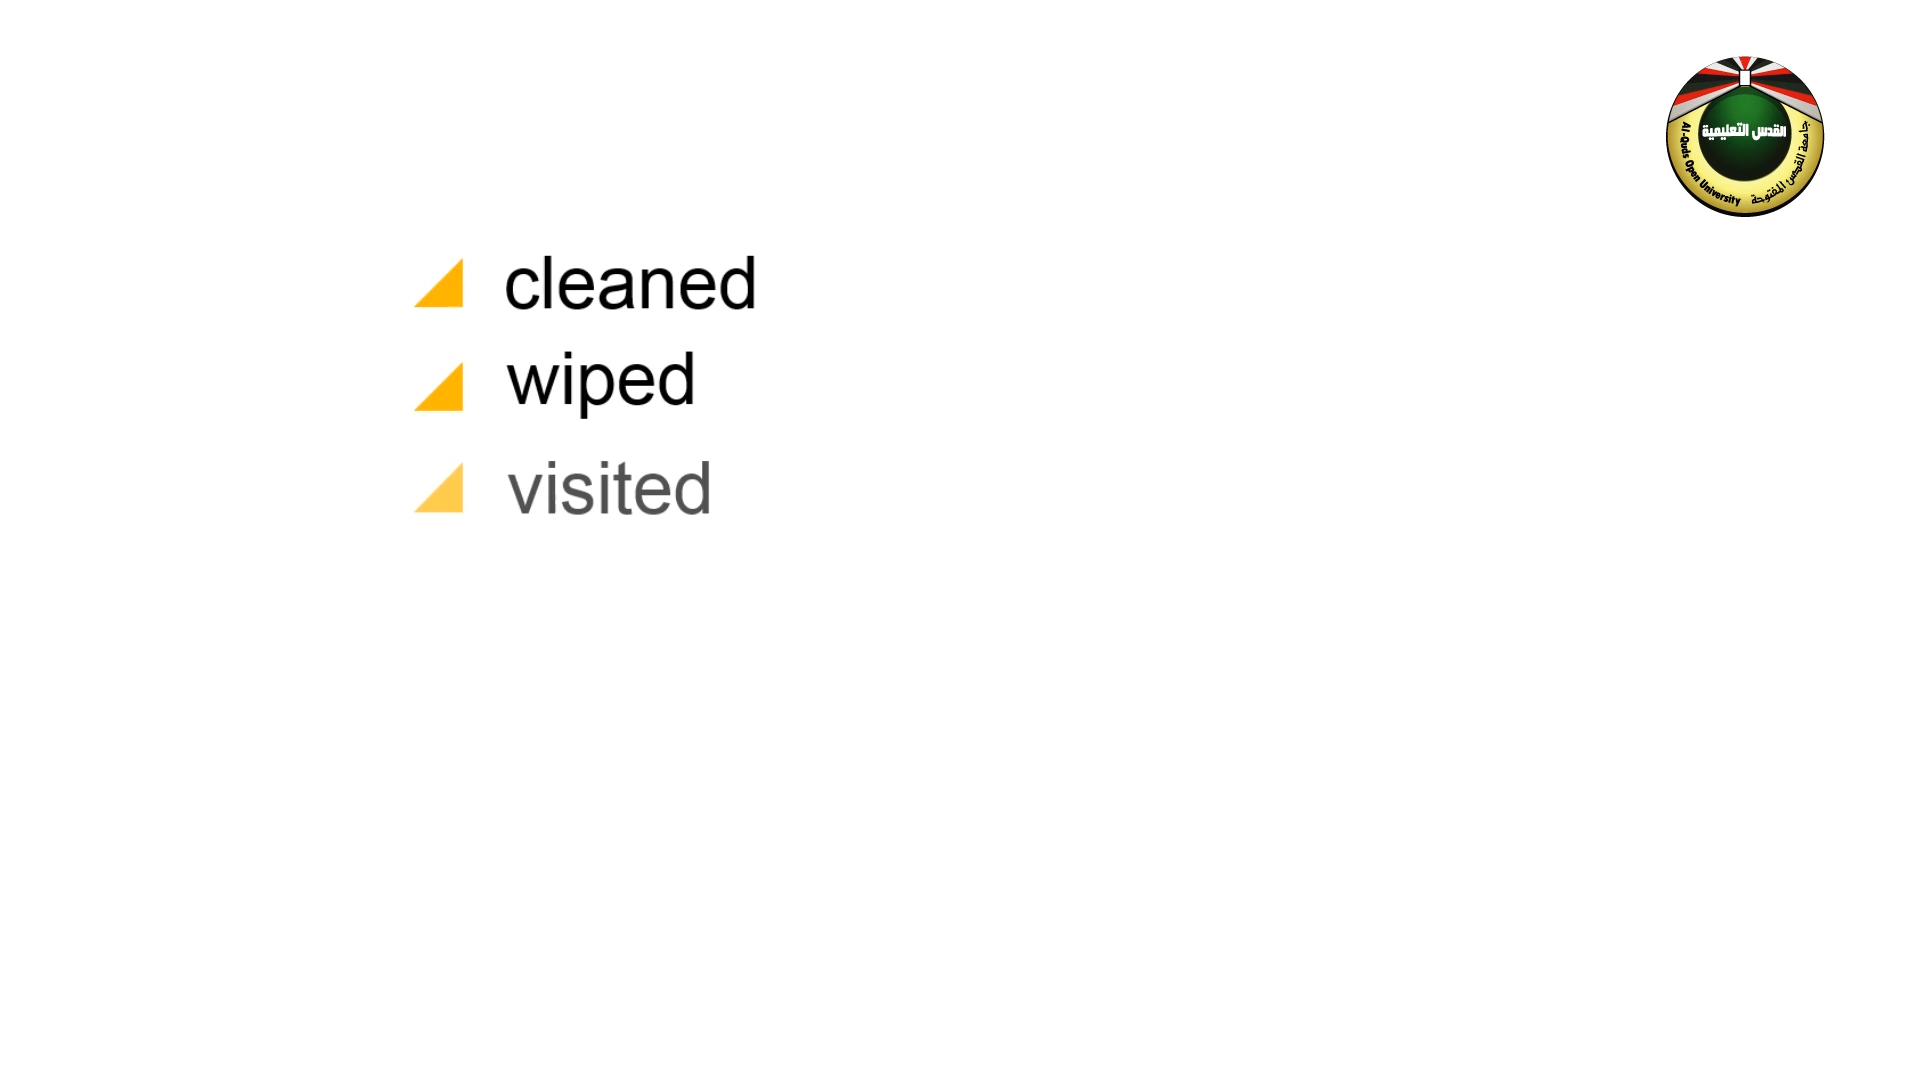 القدس التعليمية
Al-Quds Open University
جامعة القدس المفتوحة
cleaned
wiped
visited